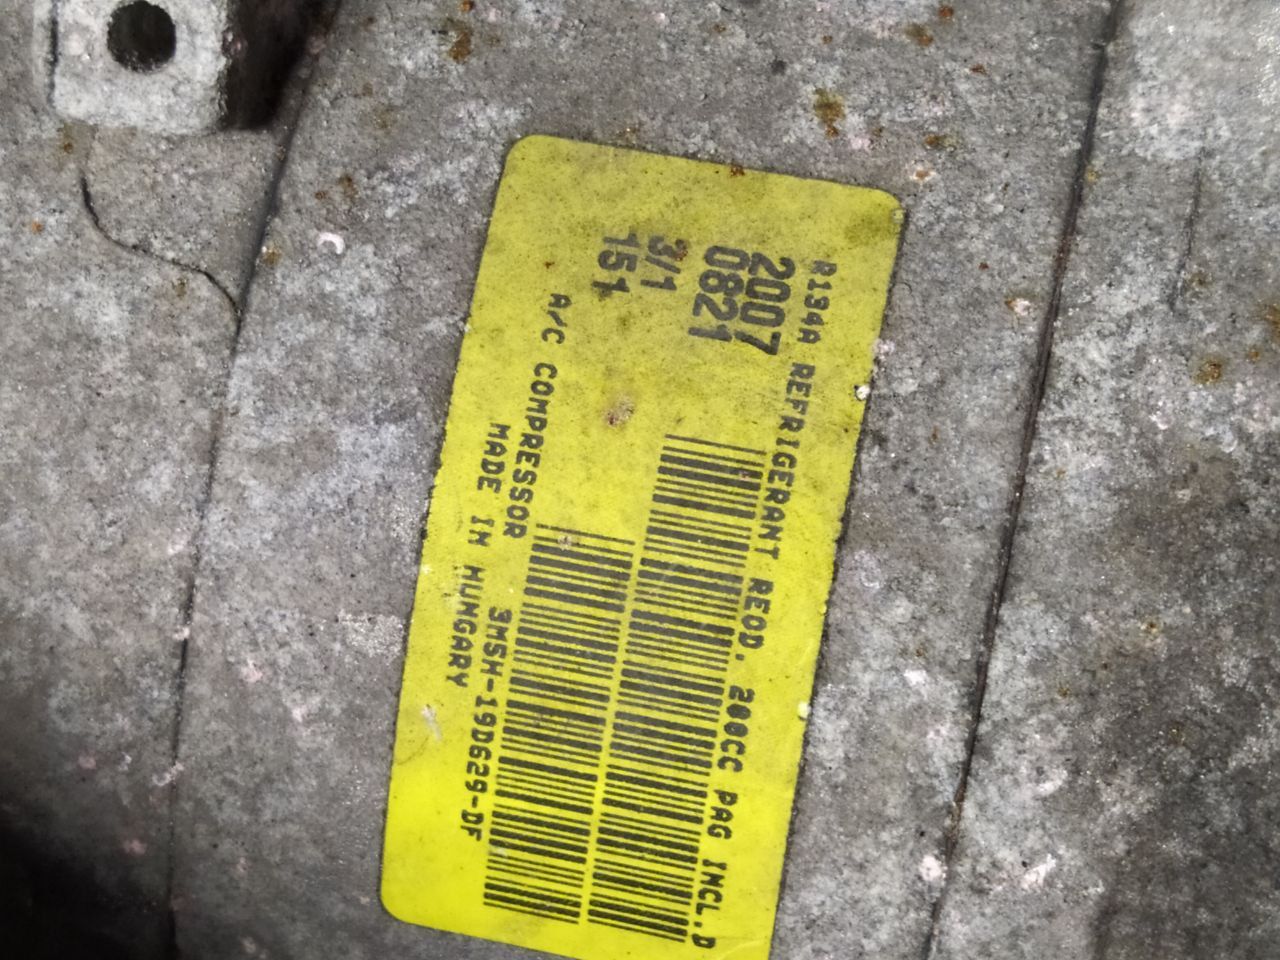 R134A REFRIGERANT REQD. 200CC PAG INCL.D
2007
0821
3/1
151
A/C COMPRESSOR 3M5H-19D629-DF
MADE IN HUNGARY